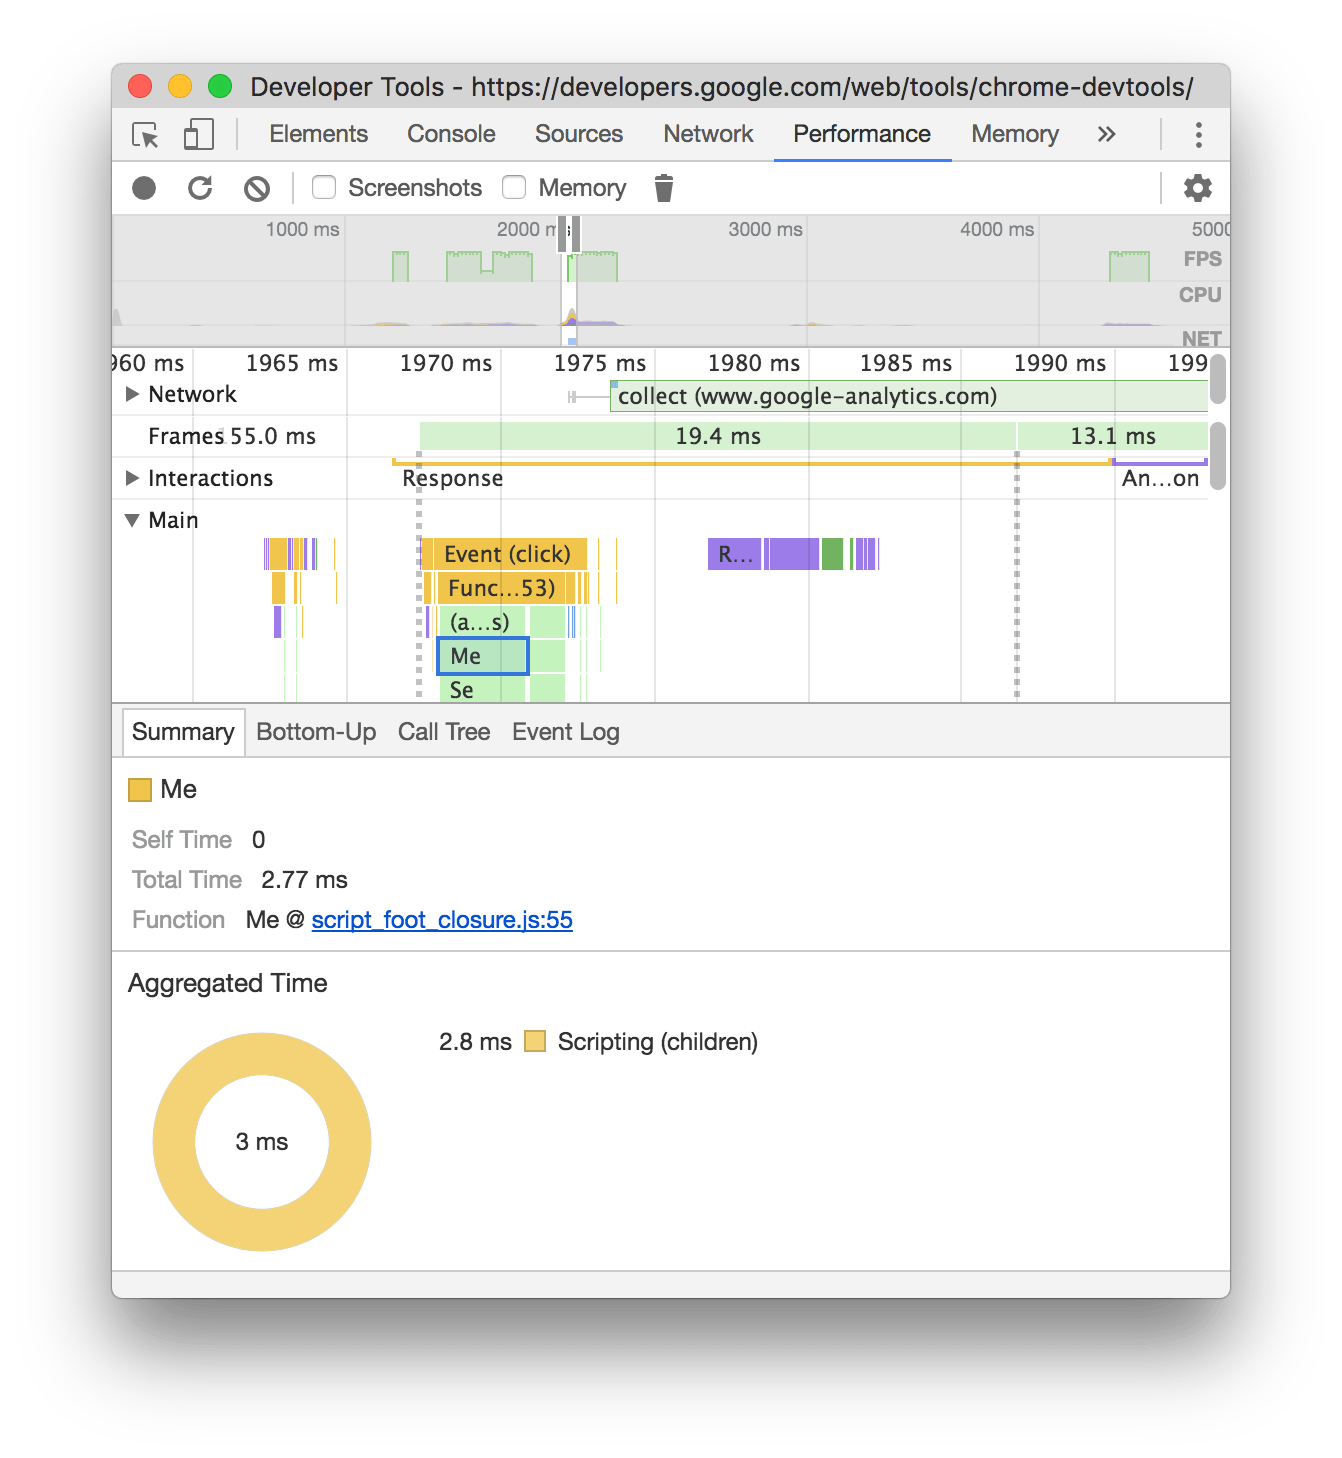 Developer Tools - https://developers.google.com/web/tools/chrome-devtools/
Elements Console Sources Network Performance Memory »
Screenshots Memory
1000 ms 2000 ms 3000 ms 4000 ms 5000
FPS
CPU
NET
960 ms 1965 ms 1970 ms 1975 ms 1980 ms 1985 ms 1990 ms 199
Network collect (www.google-analytics.com)
Frames 55.0 ms 19.4 ms 13.1 ms
Interactions Response An...on
Main
Event (click) R...
Func...53)
(a...s)
Me
Se
Summary Bottom-Up Call Tree Event Log
Me
Self Time 0
Total Time 2.77 ms
Function Me @ script_foot_closure.js:55
Aggregated Time
2.8 ms Scripting (children)
3 ms